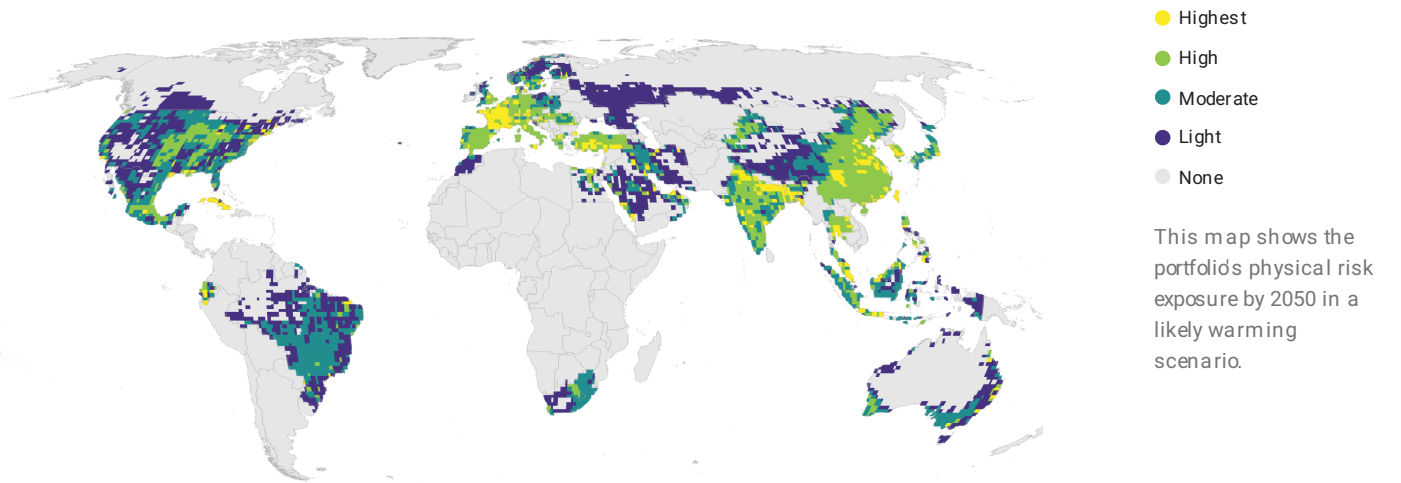 Highest
High
Moderate
Light
None
This map shows the
portfolio's physical risk
exposure by 2050 in a
likely warming
scenario.